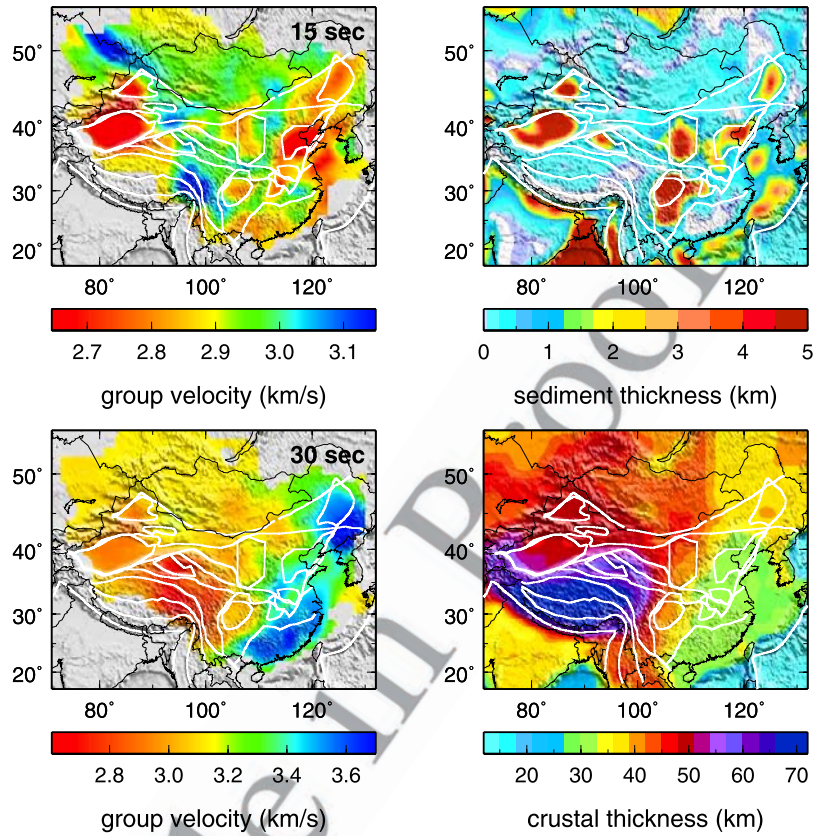 15 sec
50°
40°
30°
20°
80° 100° 120°
2.7 2.8 2.9 3.0 3.1
group velocity (km/s)
50°
40°
30°
20°
80° 100° 120°
0 1 2 3 4 5
sediment thickness (km)
30 sec
50°
40°
30°
20°
80° 100° 120°
2.8 3.0 3.2 3.4 3.6
group velocity (km/s)
50°
40°
30°
20°
80° 100° 120°
20 30 40 50 60 70
crustal thickness (km)
le in Proo